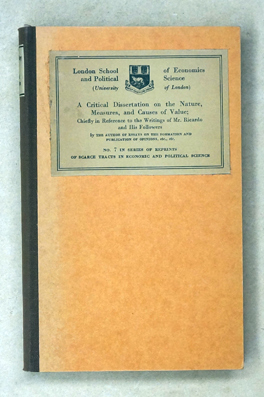 London School of Economics
and Political Science
(University of London)
A Critical Dissertation on the Nature,
Measures, and Causes of Value;
Chiefly in Reference to the Writings of Mr. Ricardo
and His Followers
By THE AUTHOR OF ESSAYS ON THE FORMATION AND
PUBLICATION OF OPINIONS, ETC., ETC.
No. 7 IN SERIES OF REPRINTS
OF SCARCE TRACTS IN ECONOMIC AND POLITICAL SCIENCE